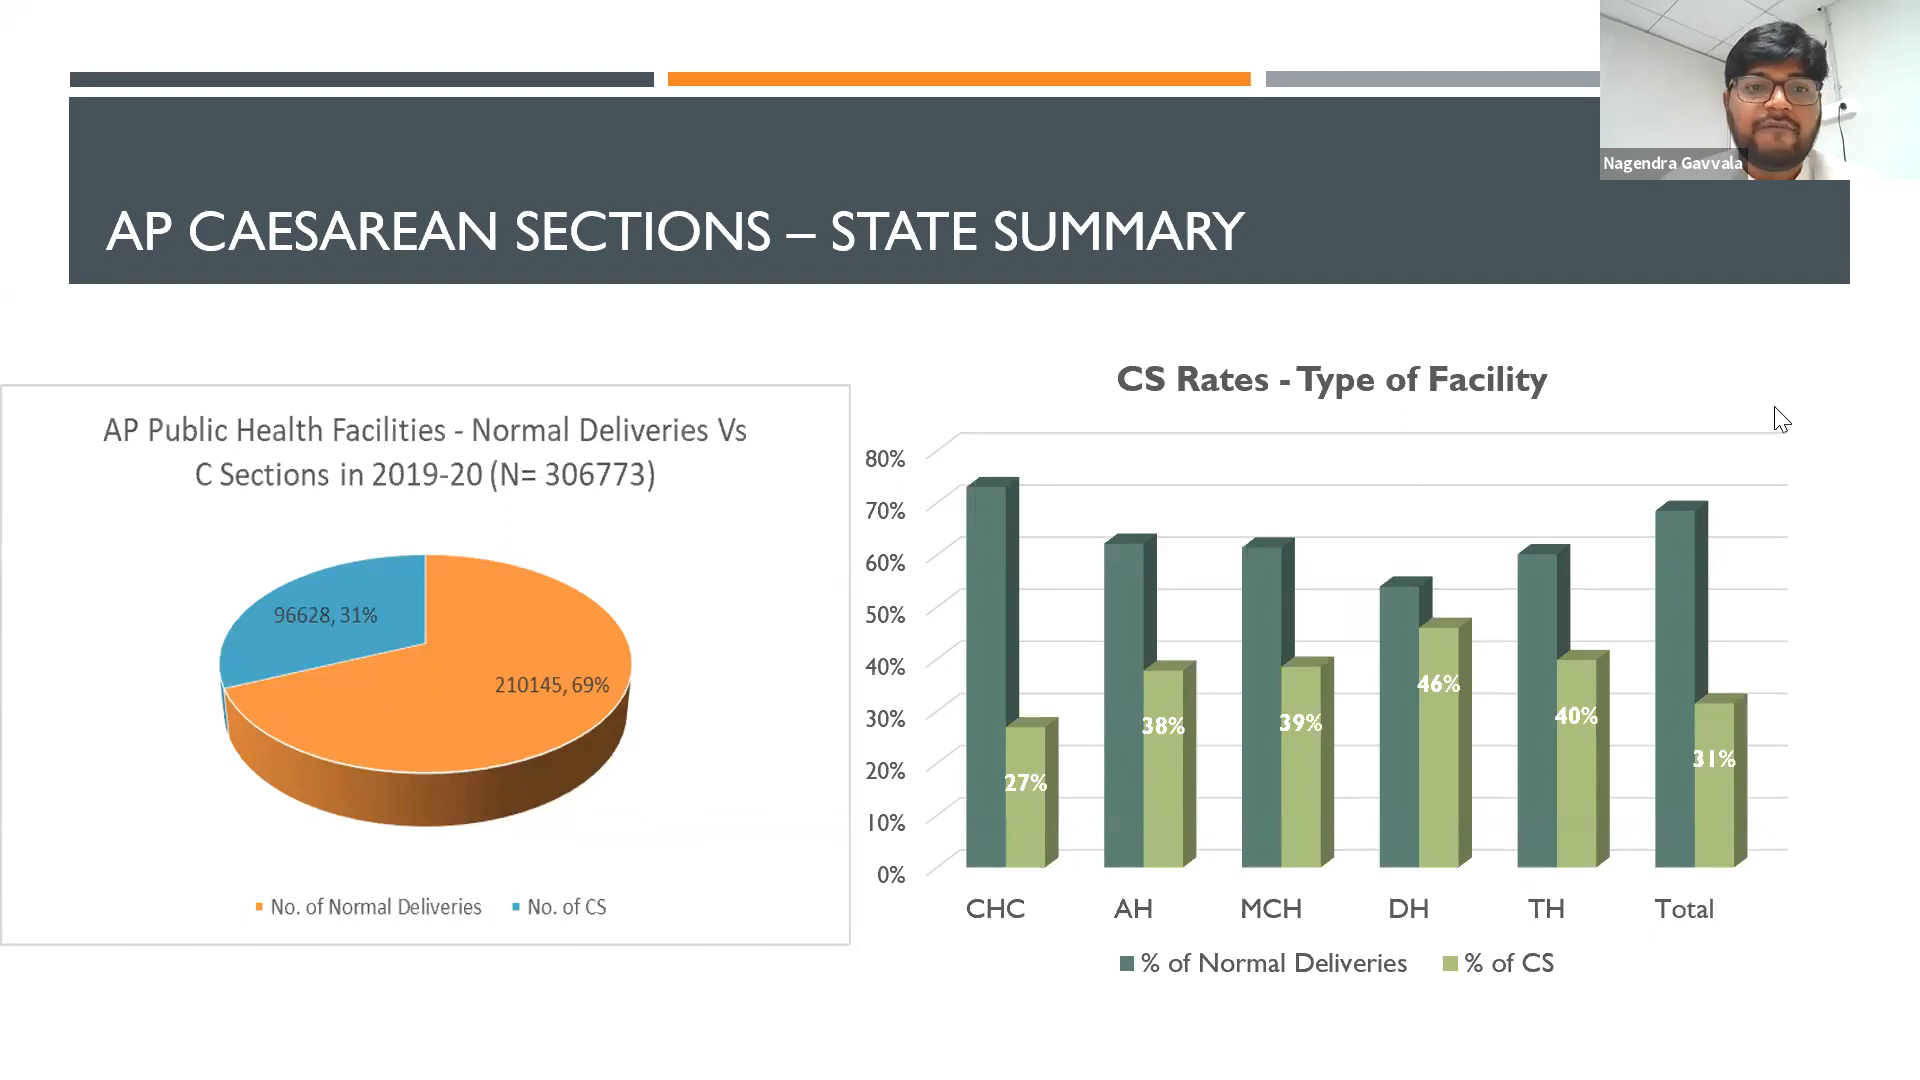 Nagendra Gavvala
AP CAESAREAN SECTIONS – STATE SUMMARY
AP Public Health Facilities - Normal Deliveries Vs
C Sections in 2019-20 (N= 306773)
96628, 31%
210145, 69%
No. of Normal Deliveries
No. of CS
CS Rates - Type of Facility
80%
70%
60%
50%
40%
30%
20%
10%
0%
27%
38%
39%
46%
40%
31%
CHC
AH
MCH
DH
TH
Total
% of Normal Deliveries
% of CS